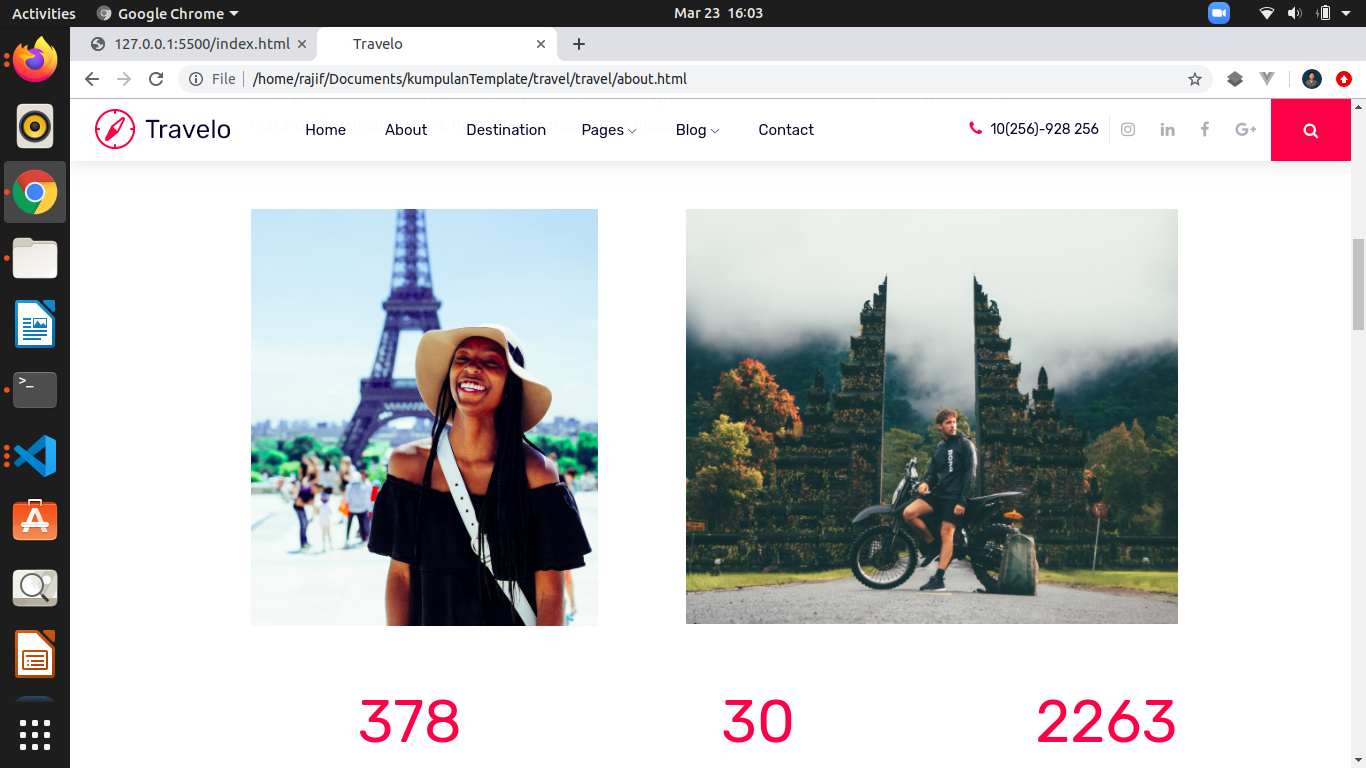 Activities Google Chrome Mar 23 16:03
127.0.0.1:5500/index.html Travelo
File /home/rajif/Documents/kumpulanTemplate/travel/travel/about.html
Travelo Home About Destination Pages Blog Contact 10(256)-928 256
378 30 2263